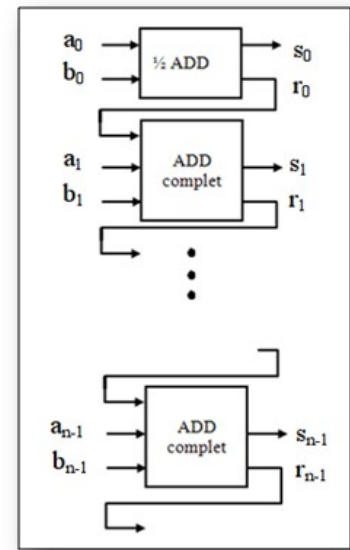 a₀ ½ ADD s₀
b₀ r₀
a₁ ADD complet s₁
b₁ r₁
aₙ₋₁ ADD complet sₙ₋₁
bₙ₋₁ rₙ₋₁